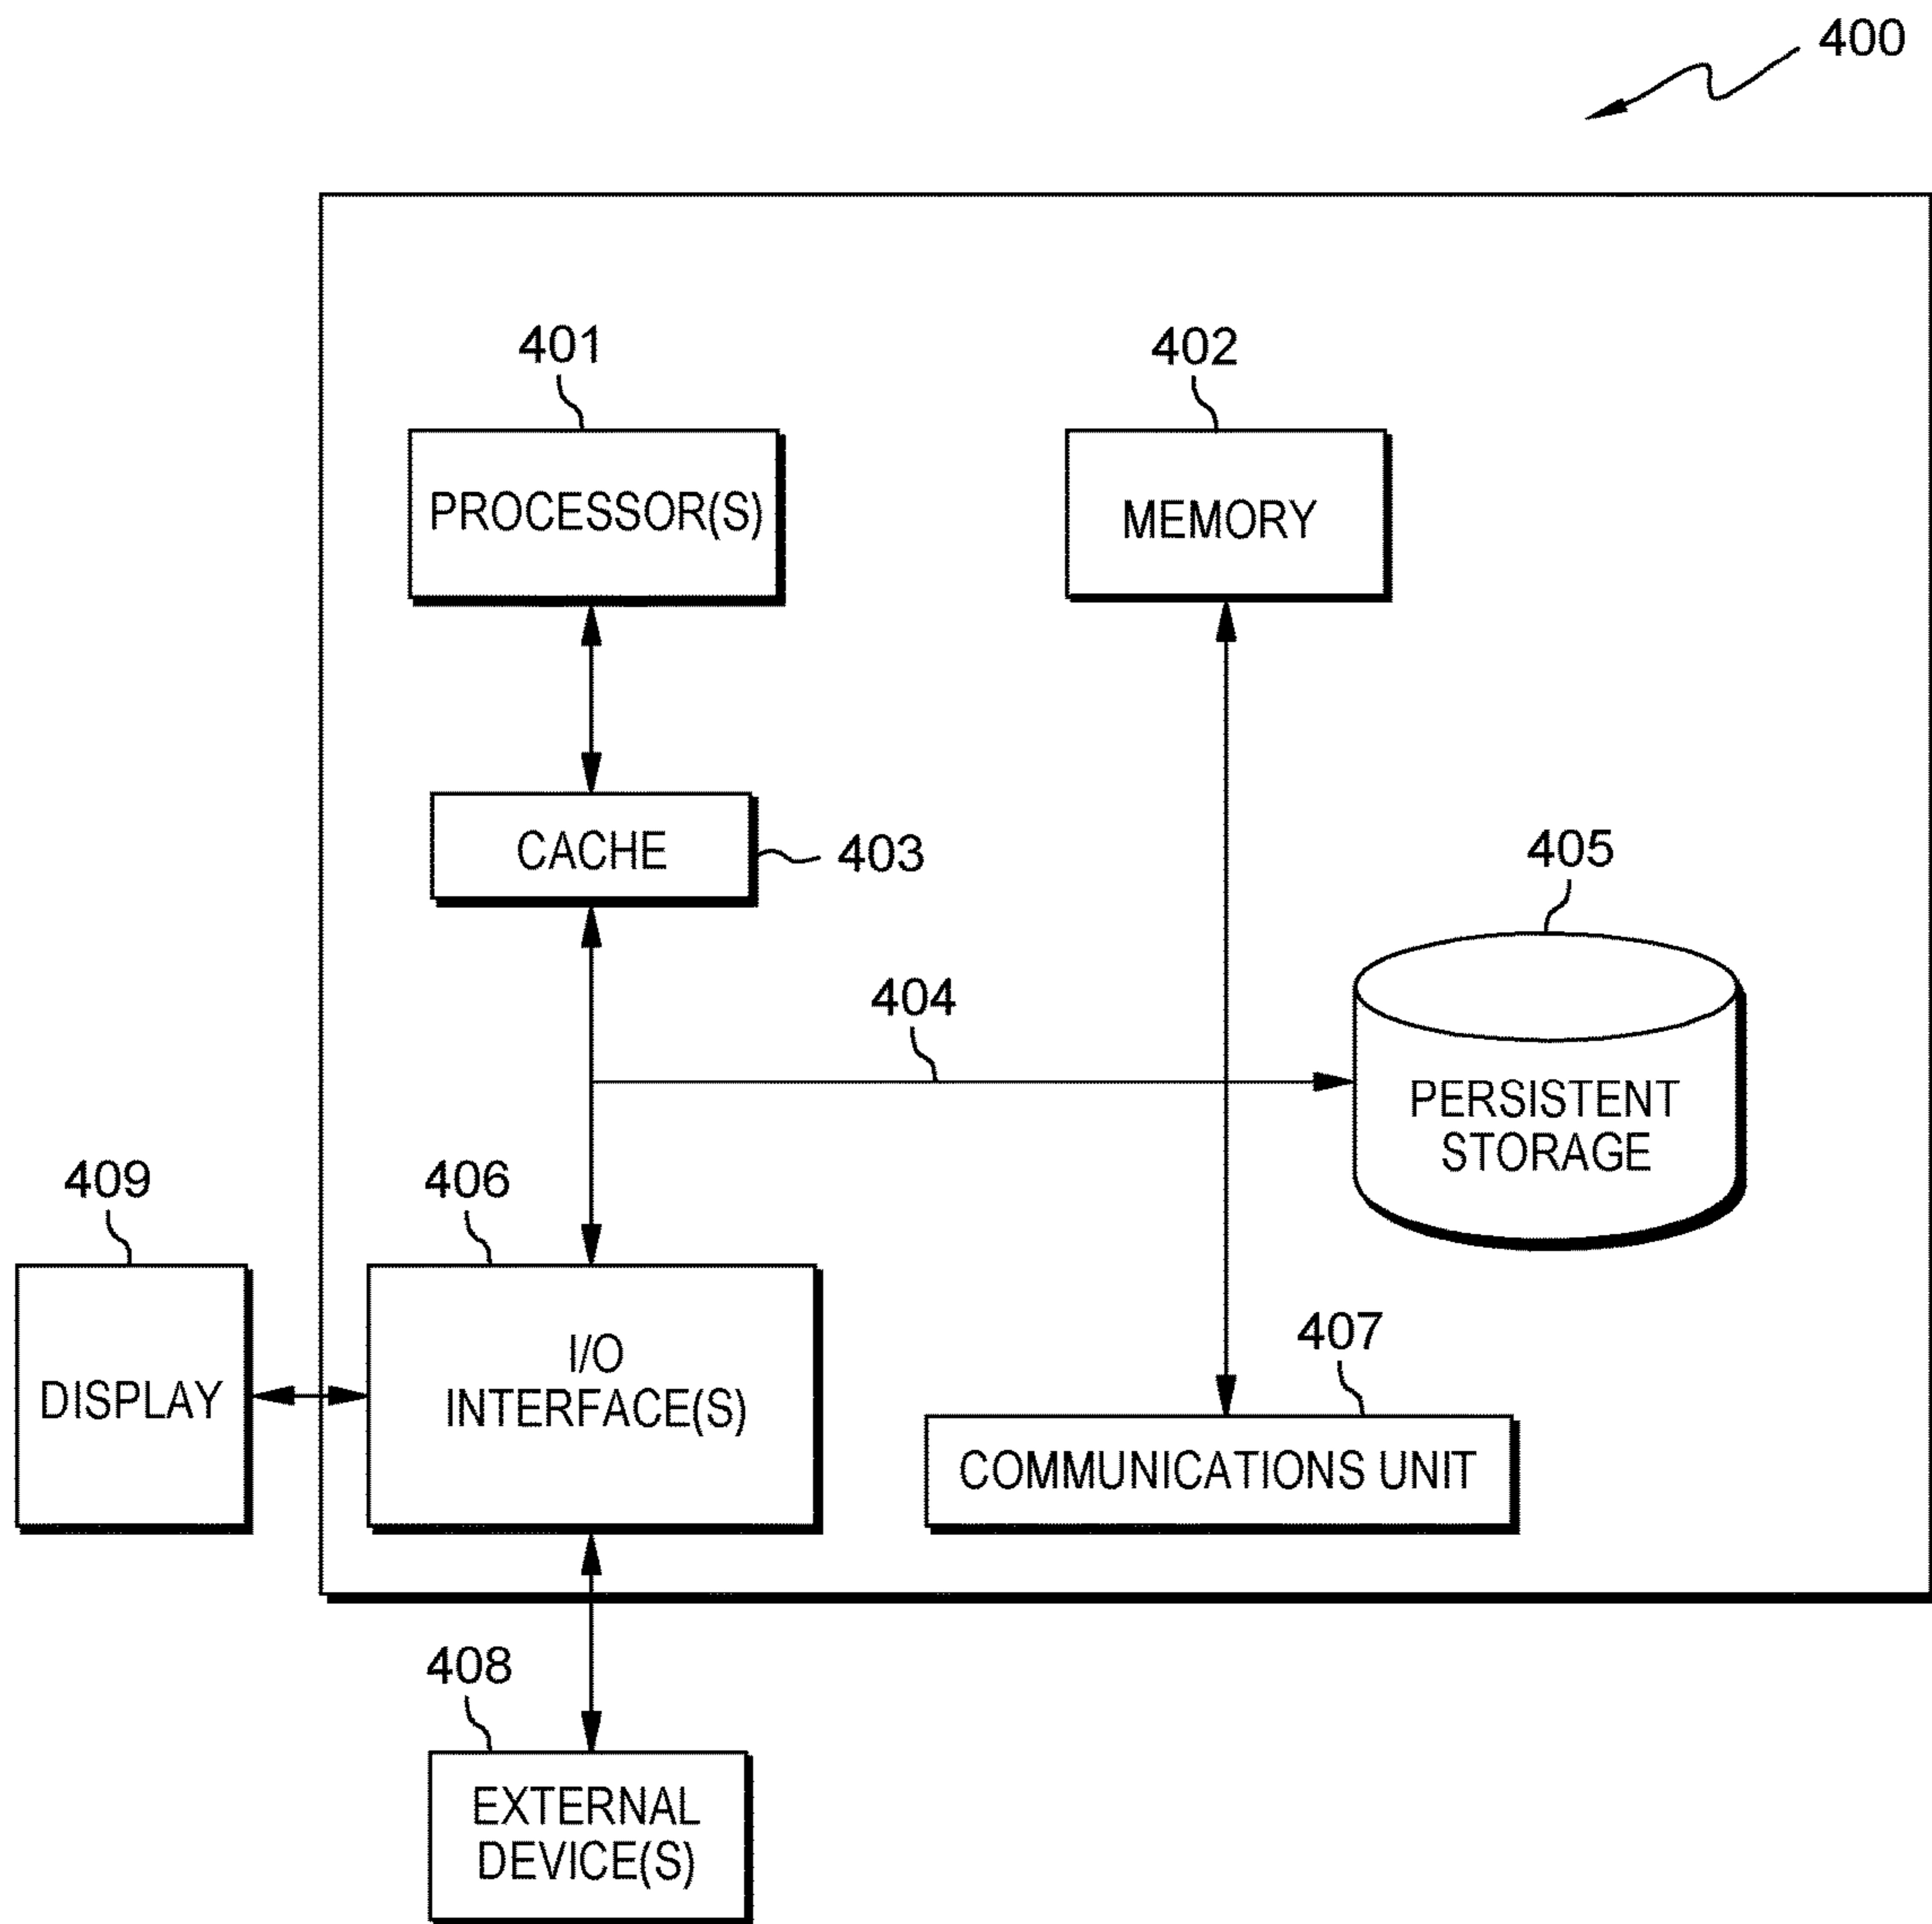 400
401
402
PROCESSOR(S)
MEMORY
CACHE
403
405
404
PERSISTENT
STORAGE
409
406
407
DISPLAY
I/O
INTERFACE(S)
COMMUNICATIONS UNIT
408
EXTERNAL
DEVICE(S)